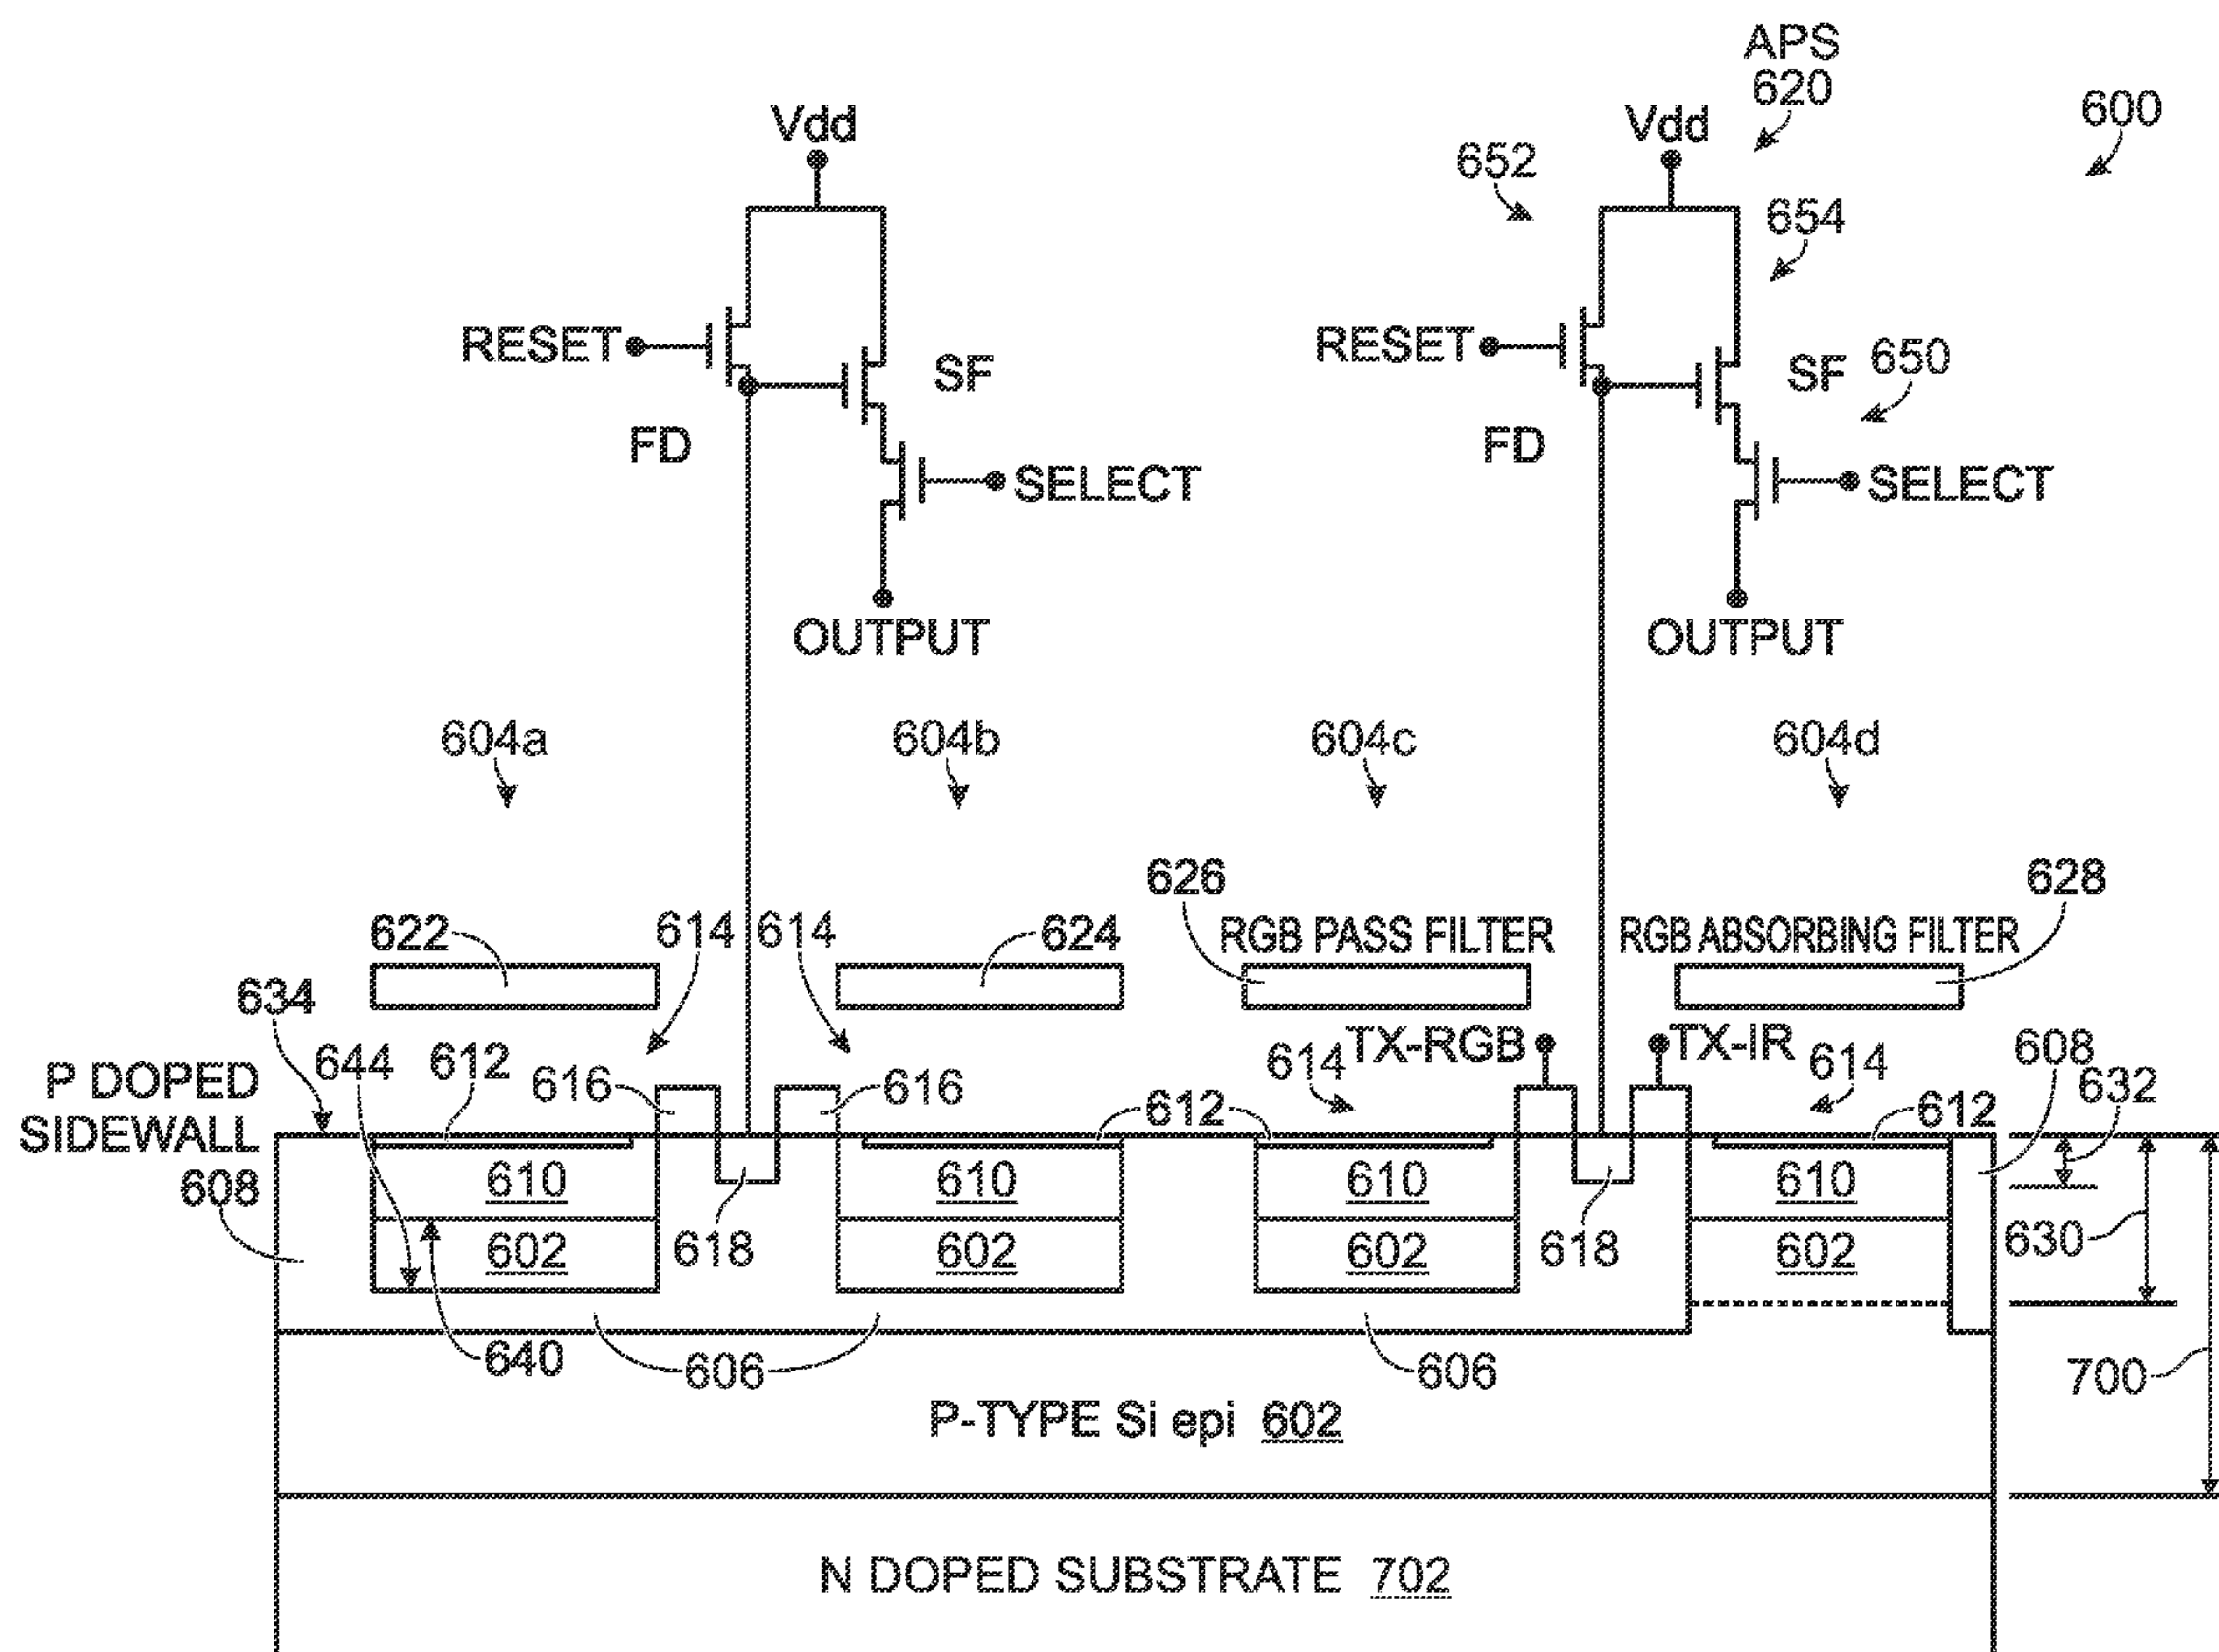 APS
620
600
Vdd
Vdd
652
654
RESET
SF
RESET
SF
650
FD
FD
SELECT
SELECT
OUTPUT
OUTPUT
604a
604b
604c
604d
626
628
622
614
614
624
RGB PASS FILTER
RGB ABSORBING FILTER
634
644
612
616
616
614
TX-RGB
TX-IR
614
608
632
P DOPED
SIDEWALL
608
612
612
610
610
610
610
618
618
602
602
602
602
630
640
606
606
700
P-TYPE Si epi 602
N DOPED SUBSTRATE 702